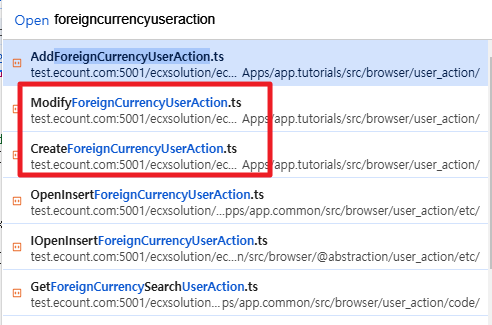 Open foreigncurrencyuseraction
AddForeignCurrencyUserAction.ts
test.ecount.com:5001/ecxsolution/ec... Apps/app.tutorials/src/browser/user_action/
ModifyForeignCurrencyUserAction.ts
test.ecount.com:5001/ecxsolution/ec... Apps/app.tutorials/src/browser/user_action/
CreateForeignCurrencyUserAction.ts
test.ecount.com:5001/ecxsolution/ec... Apps/app.tutorials/src/browser/user_action/
OpenInsertForeignCurrencyUserAction.ts
test.ecount.com:5001/ecxsolution/...pps/app.common/src/browser/user_action/etc/
IOpenInsertForeignCurrencyUserAction.ts
test.ecount.com:5001/ecxsolution/ec...n/src/browser/@abstraction/user_action/etc/
GetForeignCurrencySearchUserAction.ts
test.ecount.com:5001/ecxsolution/...ps/app.common/src/browser/user_action/code/